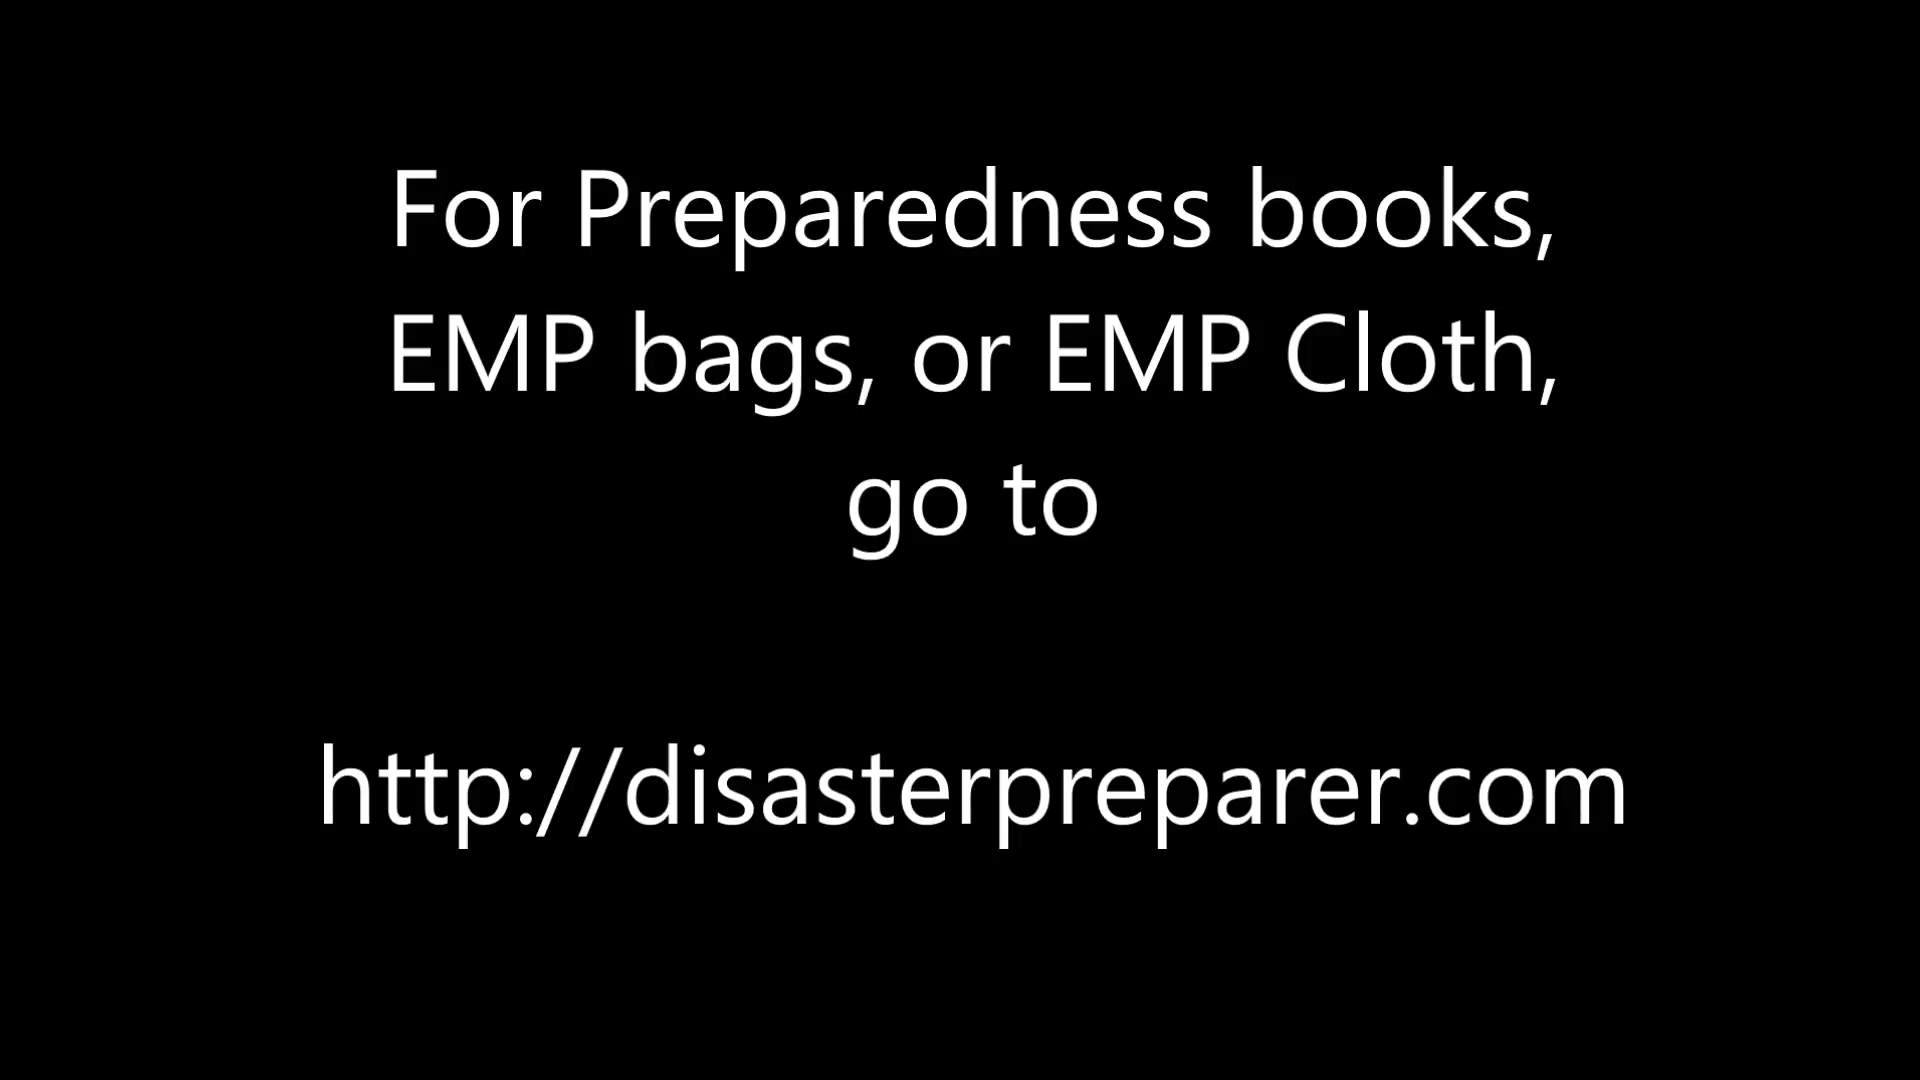 For Preparedness books,
EMP bags, or EMP Cloth,
go to
http://disasterpreparer.com